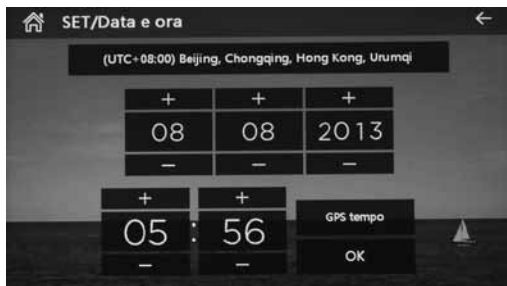 SET/Data e ora
(UTC+08:00) Beijing, Chongqing, Hong Kong, Urumqi
+ + +
08 08 2013
− − −
+ +
05 : 56
− −
GPS tempo
OK